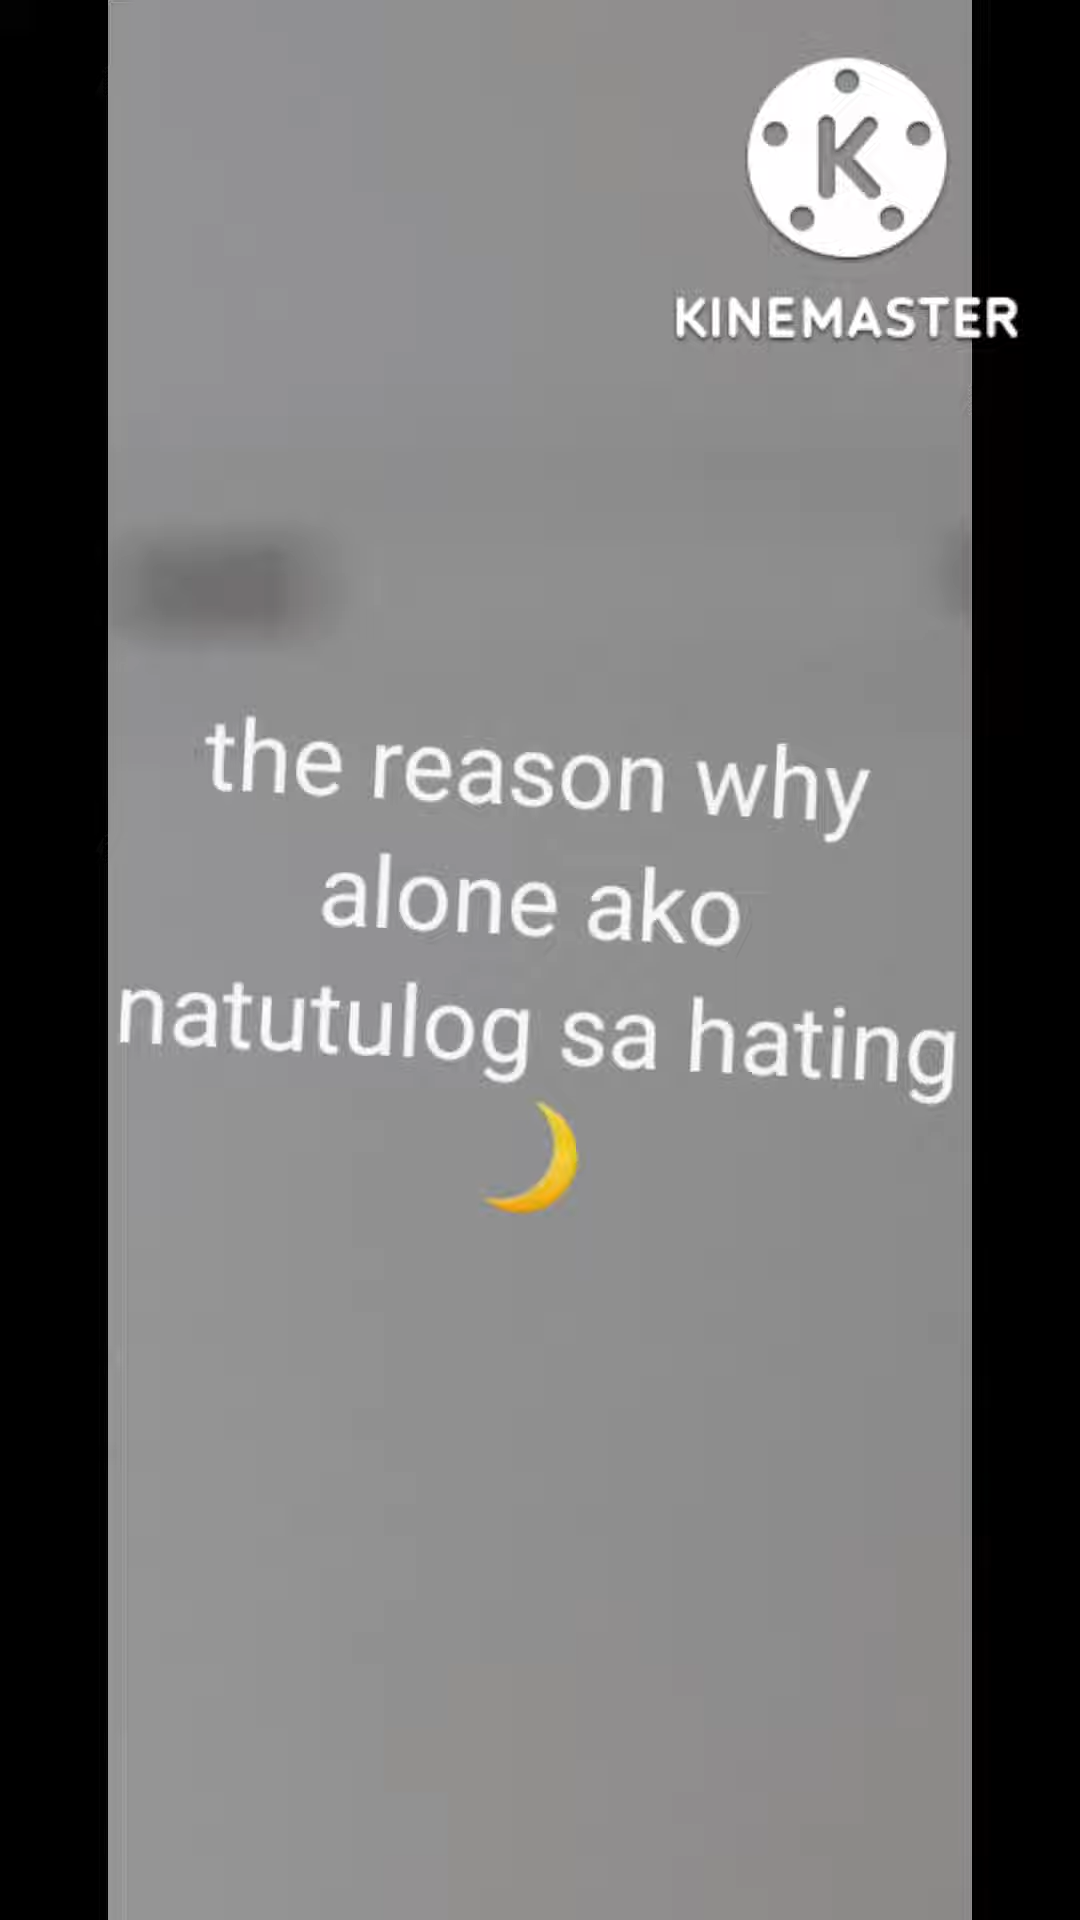 KINEMASTER
the reason why
alone ako
natutulog sa hating
🌙